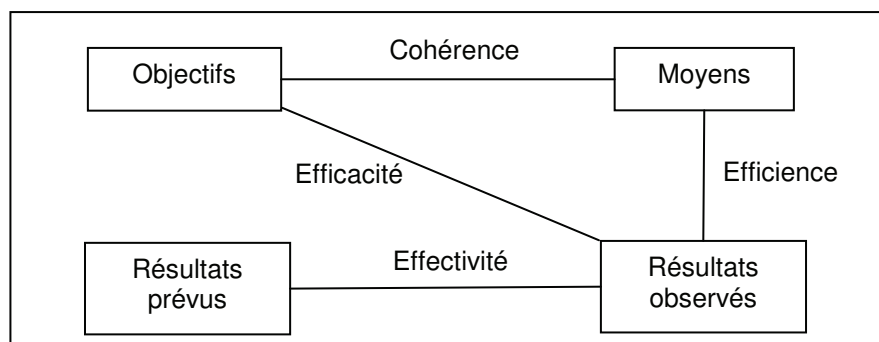 Cohérence
Objectifs
Moyens
Efficacité
Efficience
Effectivité
Résultats
prévus
Résultats
observés